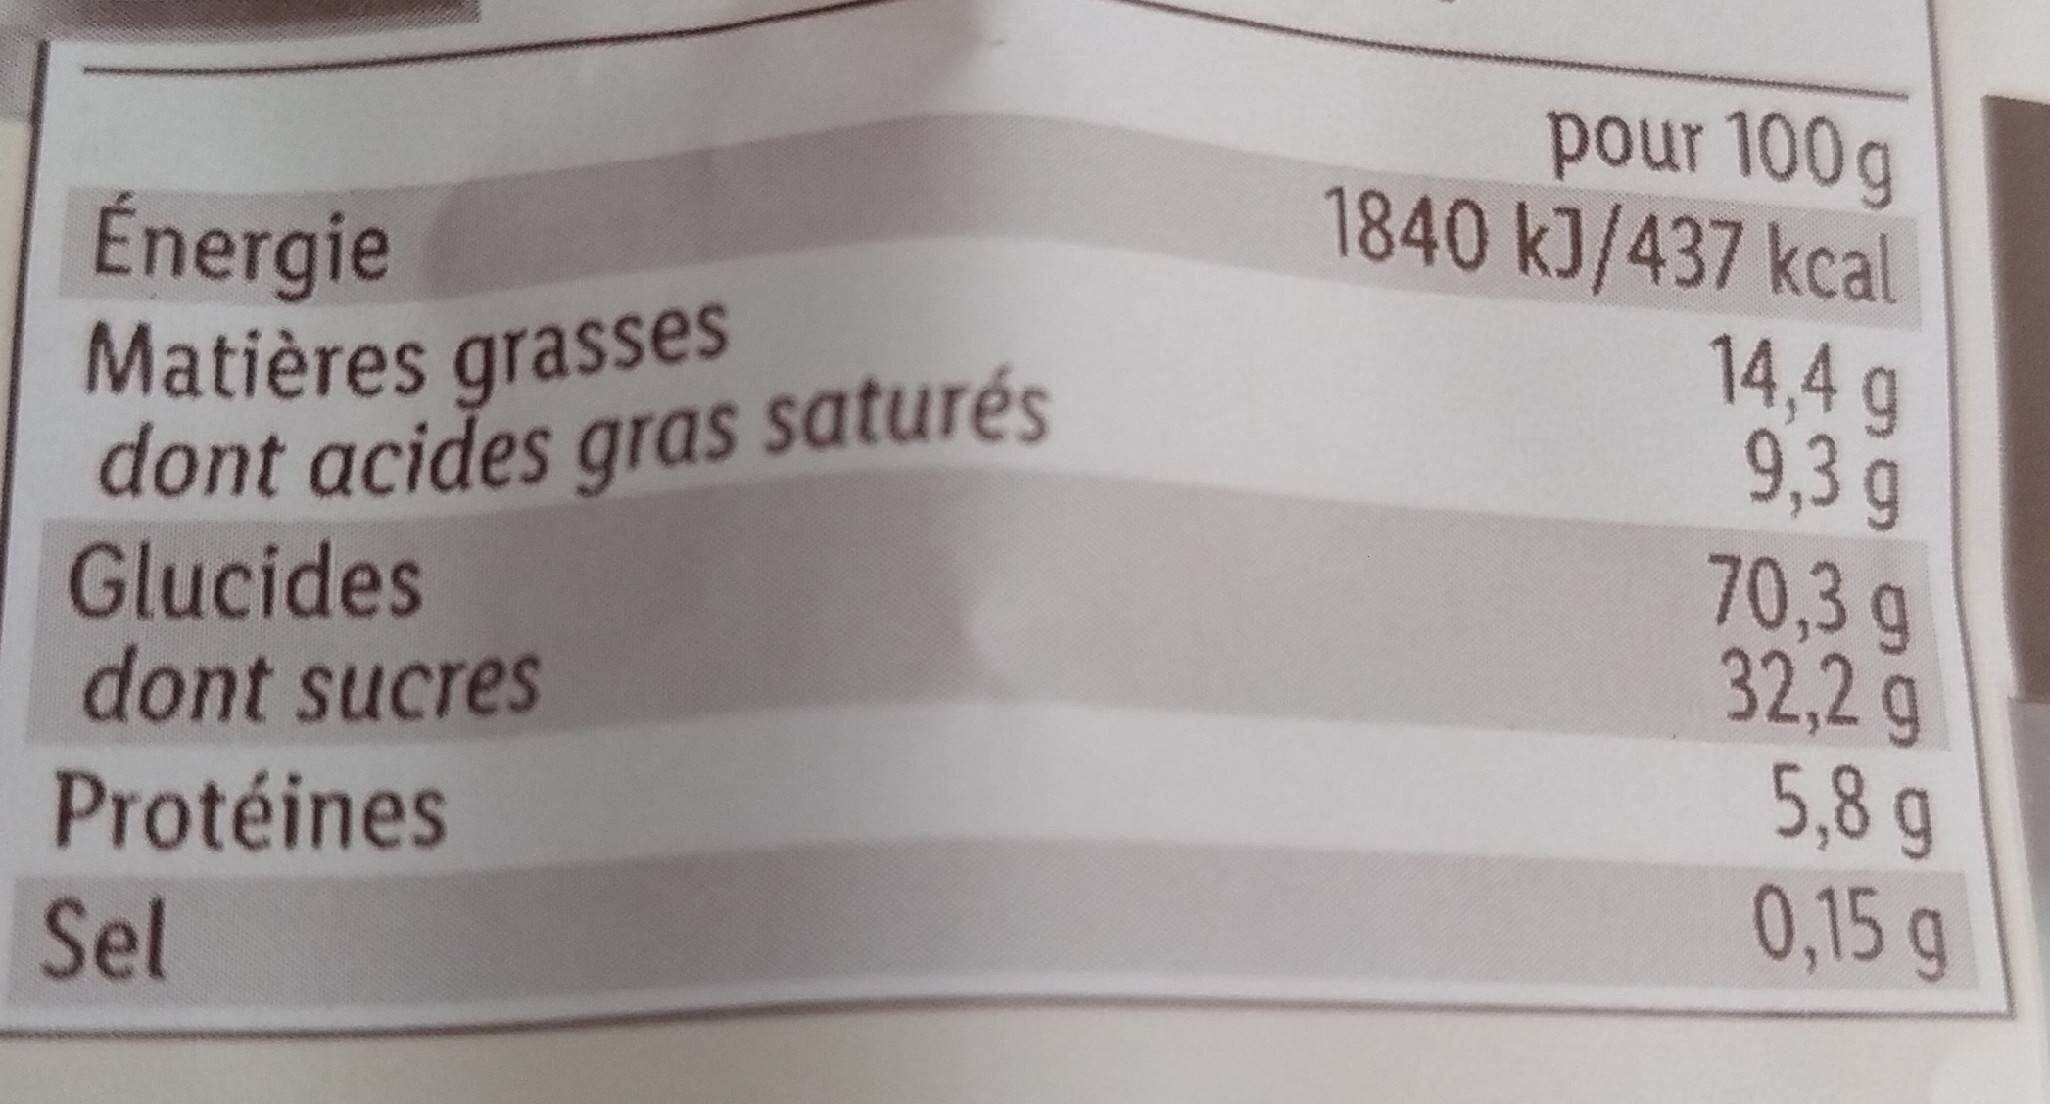 pour 100g
Énergie 1840 kJ/437 kcal
Matières grasses 14,4 g
dont acides gras saturés 9,3 g
Glucides 70,3 g
dont sucres 32,2 g
Protéines 5,8 g
Sel 0,15 g